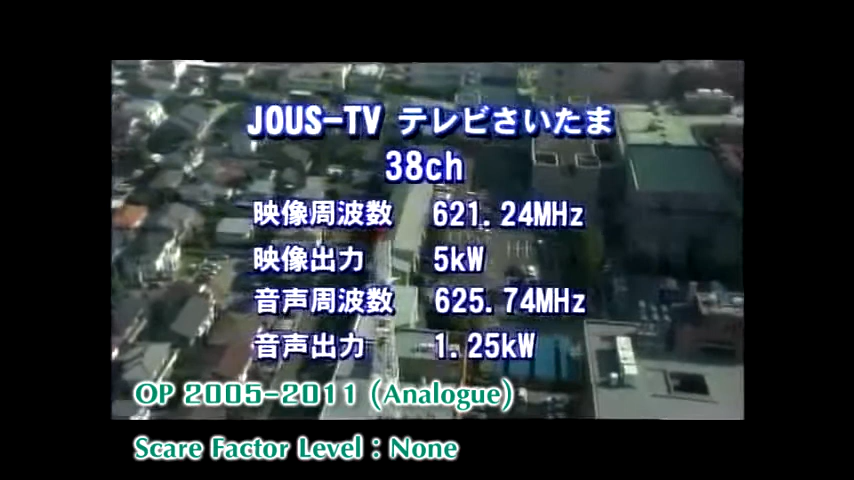 JOUS-TV テレビさいたま
38ch
映像周波数 621.24MHz
映像出力 5kW
音声周波数 625.74MHz
音声出力 1.25kW
OP 2005-2011 (Analogue)
Scare Factor Level : None